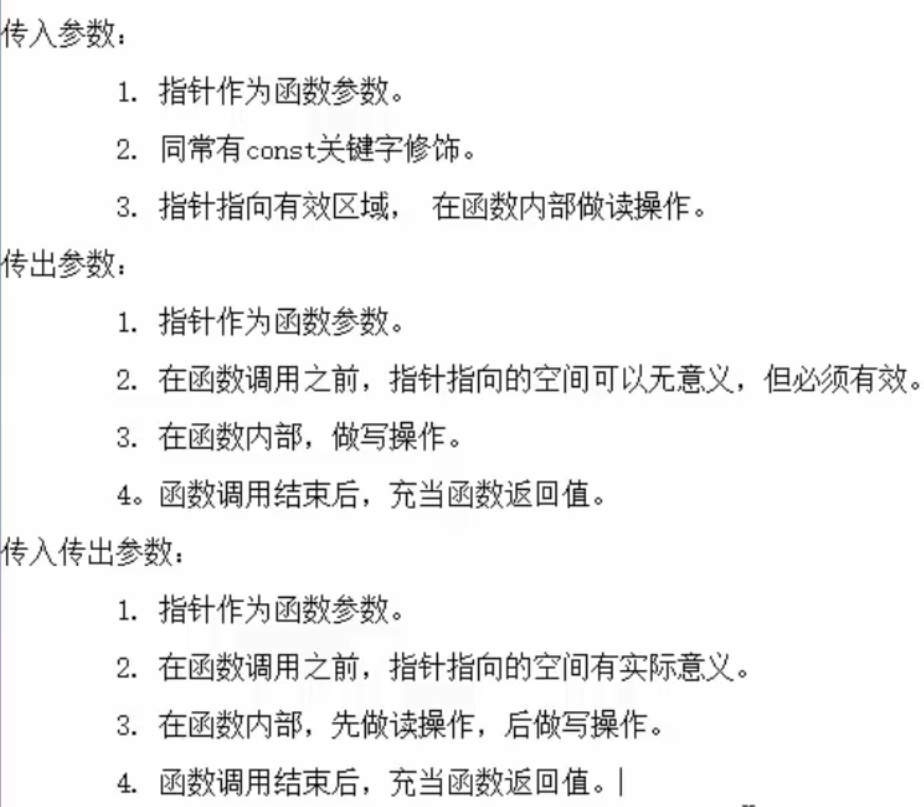 传入参数：
1. 指针作为函数参数。
2. 同常有const关键字修饰。
3. 指针指向有效区域， 在函数内部做读操作。
传出参数：
1. 指针作为函数参数。
2. 在函数调用之前，指针指向的空间可以无意义，但必须有效。
3. 在函数内部，做写操作。
4。函数调用结束后，充当函数返回值。
传入传出参数：
1. 指针作为函数参数。
2. 在函数调用之前，指针指向的空间有实际意义。
3. 在函数内部，先做读操作，后做写操作。
4. 函数调用结束后，充当函数返回值。